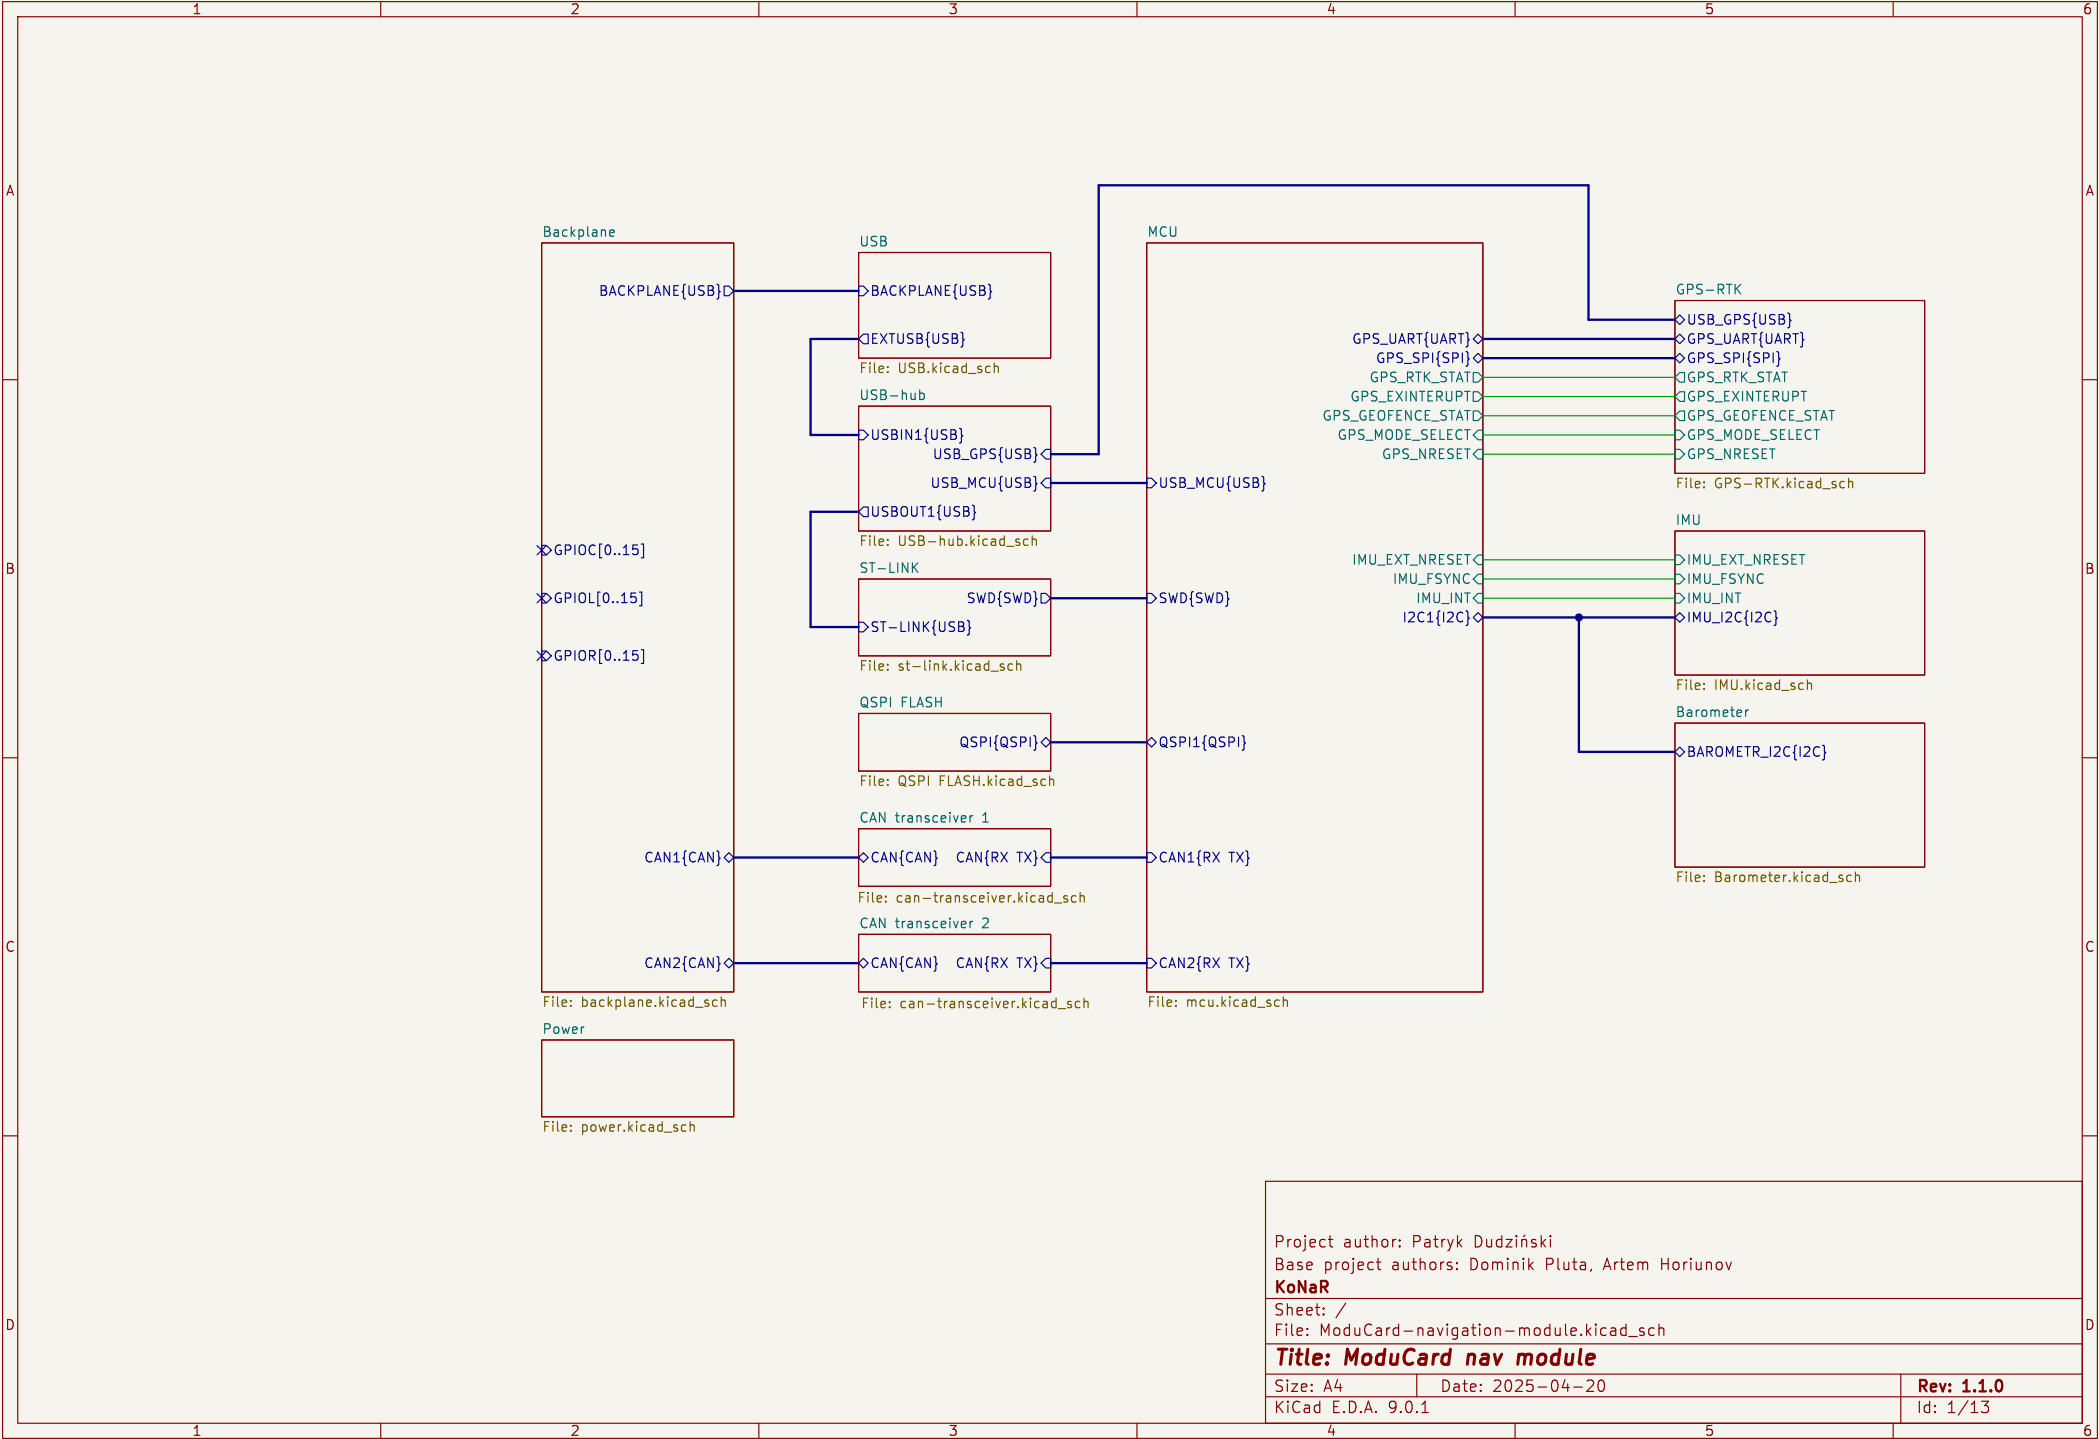 1 2 3 4 5 6
A
B
C
D
A
B
C
D
Backplane
BACKPLANE{USB}
GPIOC[0..15]
GPIOL[0..15]
GPIOR[0..15]
CAN1{CAN}
CAN2{CAN}
File: backplane.kicad_sch
Power
File: power.kicad_sch
USB
BACKPLANE{USB}
EXTUSB{USB}
File: USB.kicad_sch
USB-hub
USBIN1{USB}
USB_GPS{USB}
USB_MCU{USB}
USBOUT1{USB}
File: USB-hub.kicad_sch
ST-LINK
SWD{SWD}
ST-LINK{USB}
File: st-link.kicad_sch
QSPI FLASH
QSPI{QSPI}
File: QSPI FLASH.kicad_sch
CAN transceiver 1
CAN{CAN} CAN{RX TX}
File: can-transceiver.kicad_sch
CAN transceiver 2
CAN{CAN} CAN{RX TX}
File: can-transceiver.kicad_sch
MCU
GPS_UART{UART}
GPS_SPI{SPI}
GPS_RTK_STAT
GPS_EXINTERUPT
GPS_GEOFENCE_STAT
GPS_MODE_SELECT
GPS_NRESET
USB_MCU{USB}
IMU_EXT_NRESET
IMU_FSYNC
SWD{SWD} IMU_INT
I2C1{I2C}
QSPI1{QSPI}
CAN1{RX TX}
CAN2{RX TX}
File: mcu.kicad_sch
GPS-RTK
USB_GPS{USB}
GPS_UART{UART}
GPS_SPI{SPI}
GPS_RTK_STAT
GPS_EXINTERUPT
GPS_GEOFENCE_STAT
GPS_MODE_SELECT
GPS_NRESET
File: GPS-RTK.kicad_sch
IMU
IMU_EXT_NRESET
IMU_FSYNC
IMU_INT
IMU_I2C{I2C}
File: IMU.kicad_sch
Barometer
BAROMETR_I2C{I2C}
File: Barometer.kicad_sch
Project author: Patryk Dudziński
Base project authors: Dominik Pluta, Artem Horiunov
KoNaR
Sheet: /
File: ModuCard-navigation-module.kicad_sch
Title: ModuCard nav module
Size: A4 Date: 2025-04-20 Rev: 1.1.0
KiCad E.D.A. 9.0.1 Id: 1/13
1 2 3 4 5 6